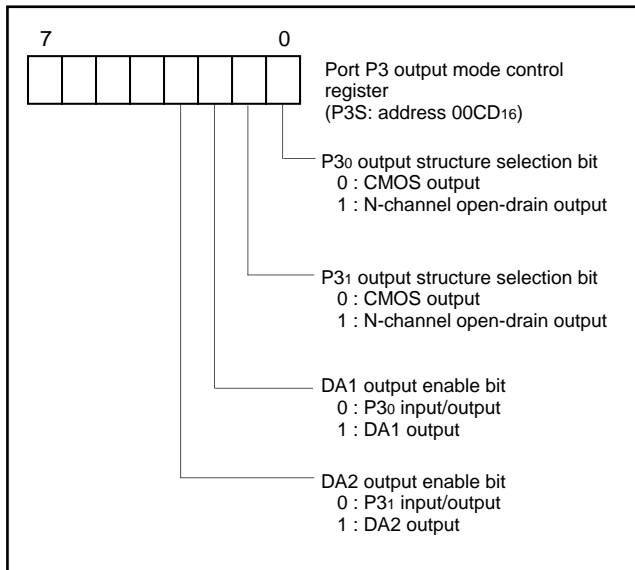 7 0
Port P3 output mode control
register
(P3S: address 00CD16)
P30 output structure selection bit
0 : CMOS output
1 : N-channel open-drain output
P31 output structure selection bit
0 : CMOS output
1 : N-channel open-drain output
DA1 output enable bit
0 : P30 input/output
1 : DA1 output
DA2 output enable bit
0 : P31 input/output
1 : DA2 output